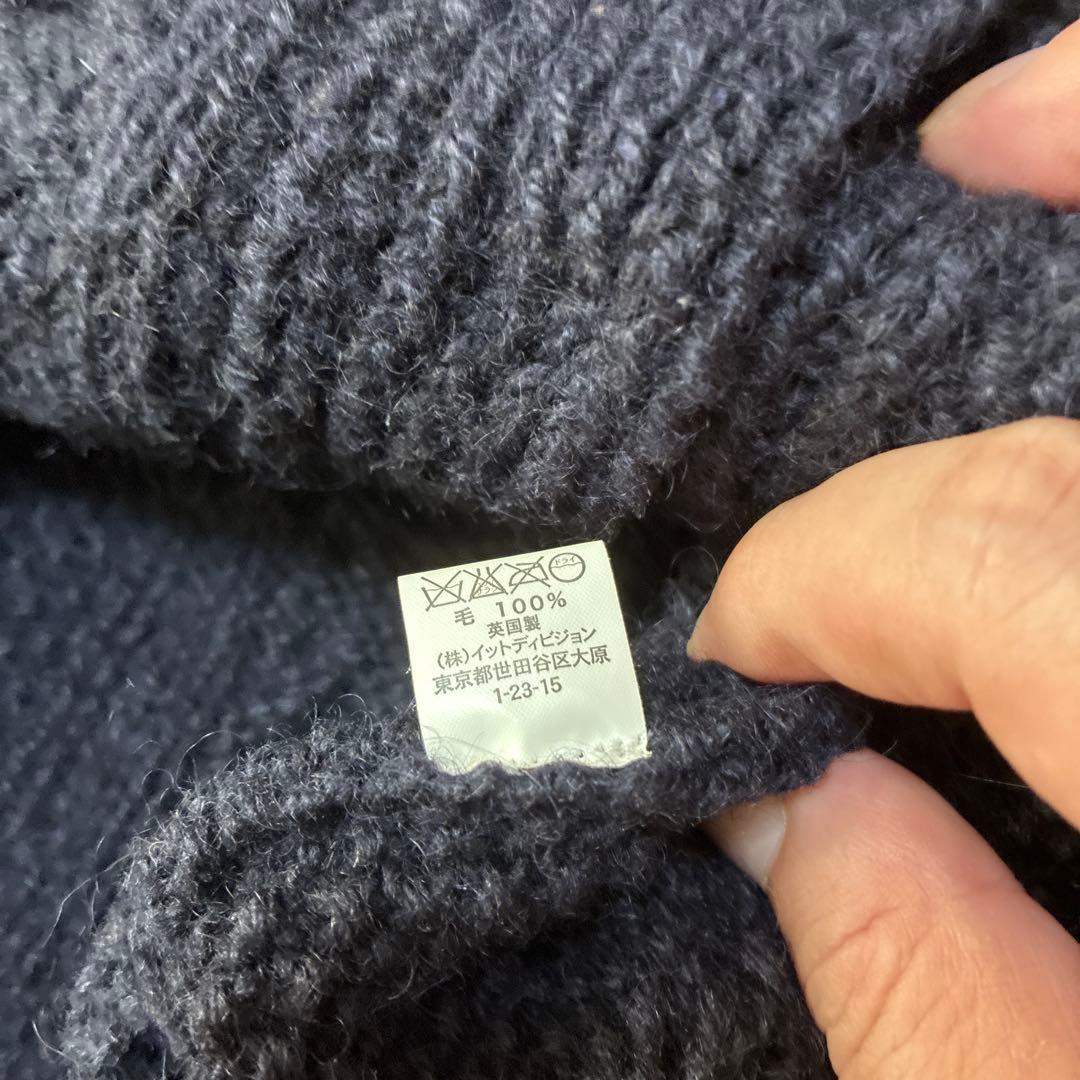 ドライ
毛 100%
英国製
(株)イットディビジョン
東京都世田谷区大原
1-23-15